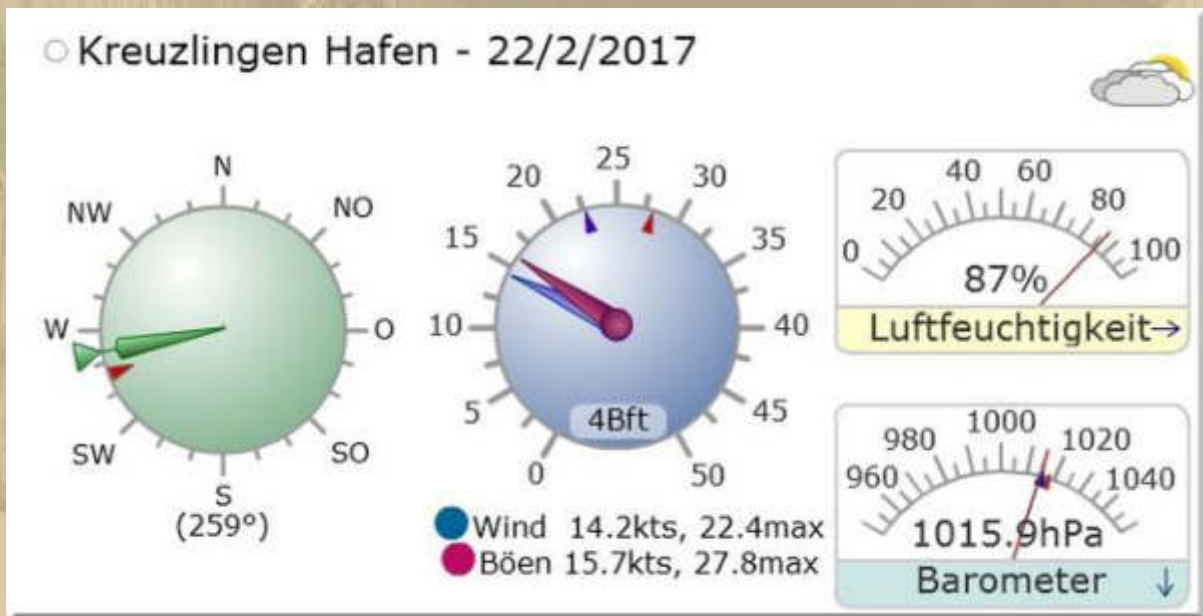 Kreuzlingen Hafen - 22/2/2017
N
NO
O
SO
S
SW
W
NW
(259°)
0
5
10
15
20
25
30
35
40
45
50
4Bft
Wind 14.2kts, 22.4max
Böen 15.7kts, 27.8max
0 20 40 60 80 100
87%
Luftfeuchtigkeit→
960 980 1000 1020 1040
1015.9hPa
Barometer ↓